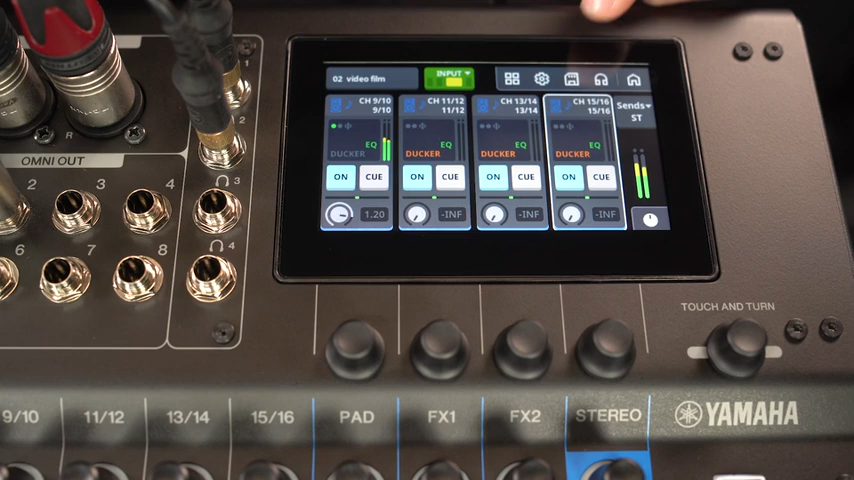 02 video film
INPUT
CH 9/10
9/10
CH 11/12
11/12
CH 13/14
13/14
CH 15/16
15/16
Sends
ST
EQ
DUCKER
EQ
DUCKER
EQ
DUCKER
EQ
DUCKER
ON CUE
ON CUE
ON CUE
ON CUE
1.20
-INF
-INF
-INF
R
OMNI OUT
1
2
2 3 4
3
6 7 8
4
TOUCH AND TURN
9/10 11/12 13/14 15/16 PAD FX1 FX2 STEREO
YAMAHA